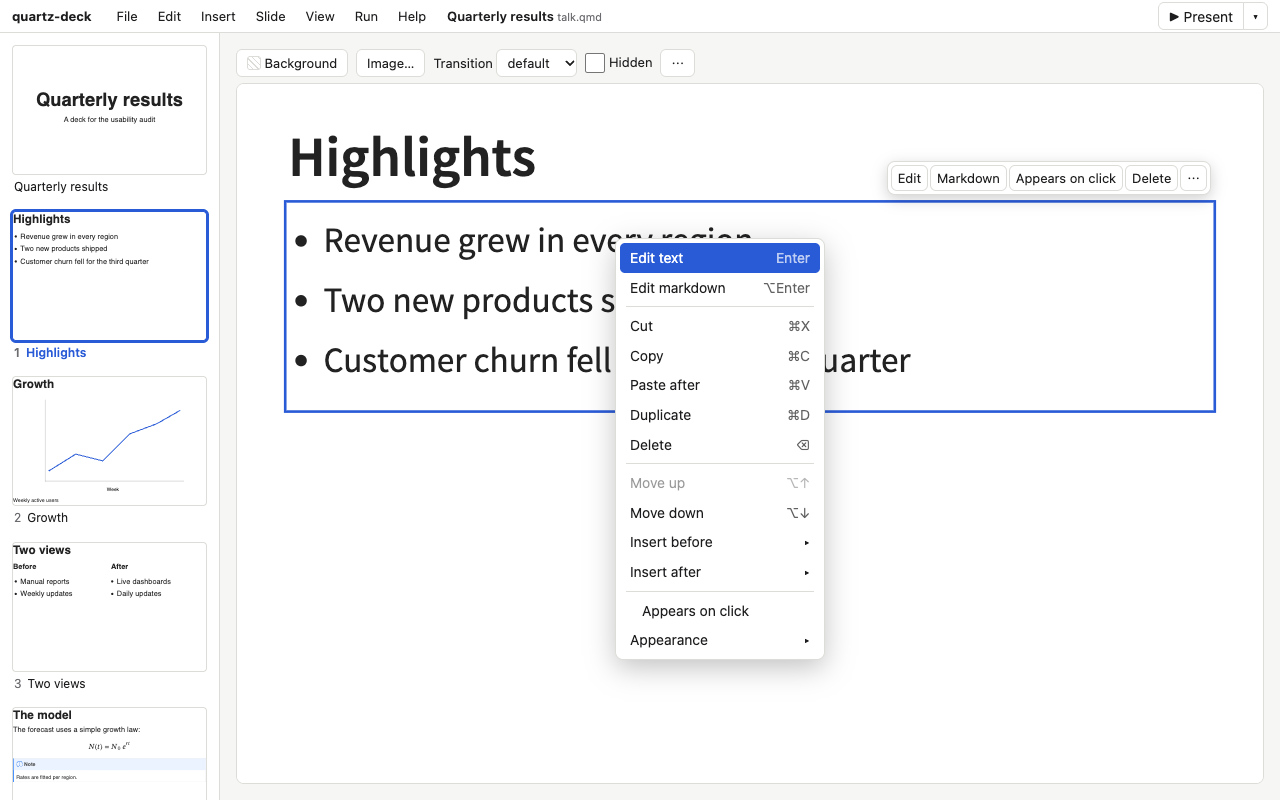 quartz-deck File Edit Insert Slide View Run Help Quarterly results talk.qmd ▶ Present ▾
Background Image... Transition default Hidden ...
Quarterly results
A deck for the usability audit
Quarterly results
Highlights
• Revenue grew in every region
• Two new products shipped
• Customer churn fell for the third quarter
1 Highlights
Growth
Week
Weekly active users
2 Growth
Two views
Before After
• Manual reports • Live dashboards
• Weekly updates • Daily updates
3 Two views
The model
The forecast uses a simple growth law:
N(t) = N₀ eʳᵗ
Note
Rates are fitted per region.
Highlights
Edit Markdown Appears on click Delete ...
• Revenue grew in every region
• Two new products s
• Customer churn fell uarter
Edit text Enter
Edit markdown ⌥Enter
Cut ⌘X
Copy ⌘C
Paste after ⌘V
Duplicate ⌘D
Delete ⌫
Move up ⌥↑
Move down ⌥↓
Insert before ▸
Insert after ▸
Appears on click
Appearance ▸